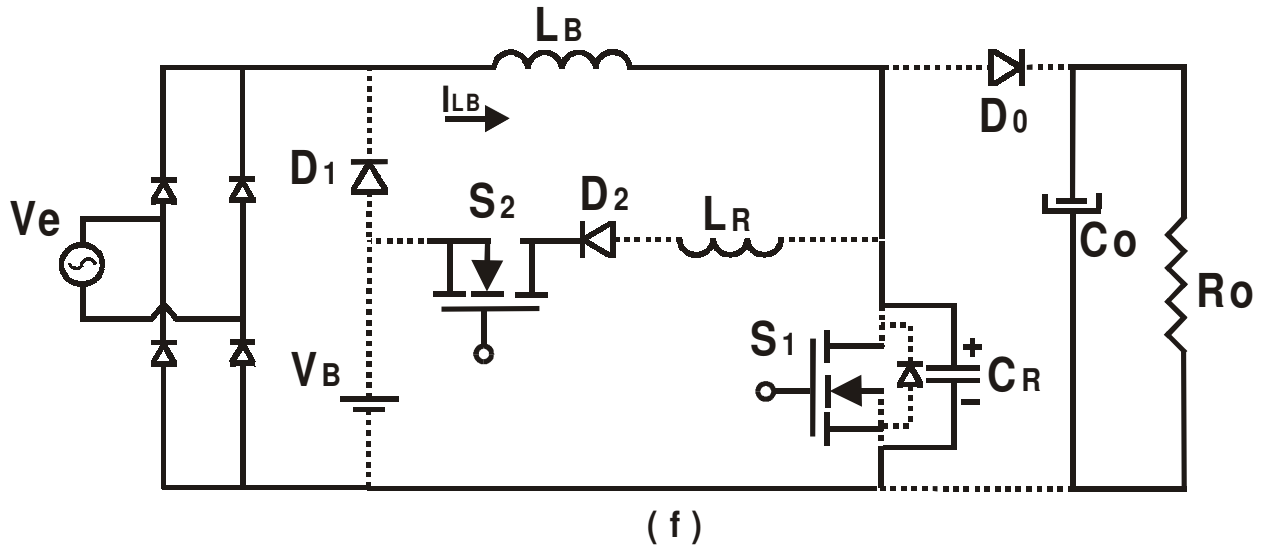 LB
ILB
D0
D1
S2
D2
LR
Ve
Co
Ro
S1
+
CR
−
VB
( f )